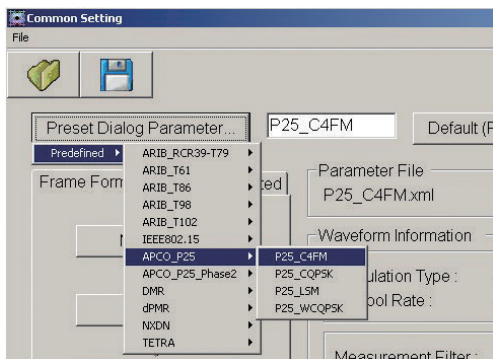 Common Setting
File
Preset Dialog Parameter...
P25_C4FM
Default (
Predefined
ARIB_RCR39-T79
ARIB_T61
ARIB_T86
ARIB_T98
ARIB_T102
IEEE802.15
APCO_P25
APCO_P25_Phase2
DMR
dPMR
NXDN
TETRA
P25_C4FM
P25_CQPSK
P25_LSM
P25_WCQPSK
Frame Form
ted
Parameter File
P25_C4FM.xml
Waveform Information
ulation Type :
ool Rate :
Measurement Filter :